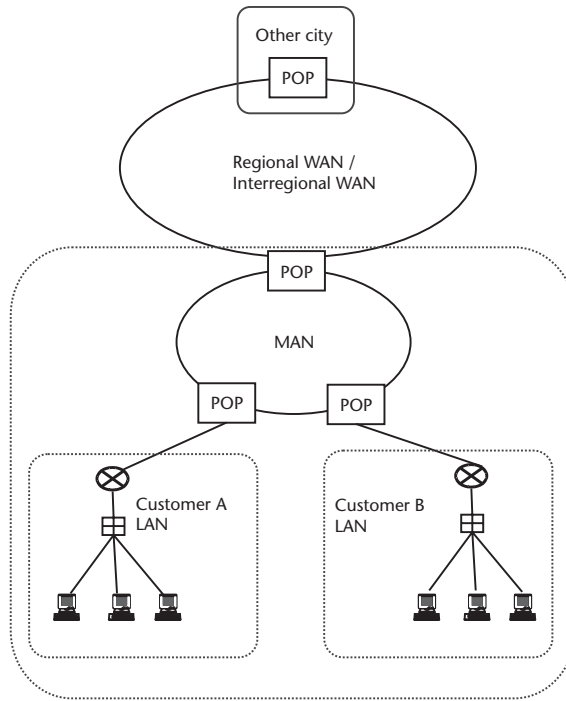 Other city
POP
Regional WAN /
Interregional WAN
POP
MAN
POP
POP
Customer A
LAN
Customer B
LAN